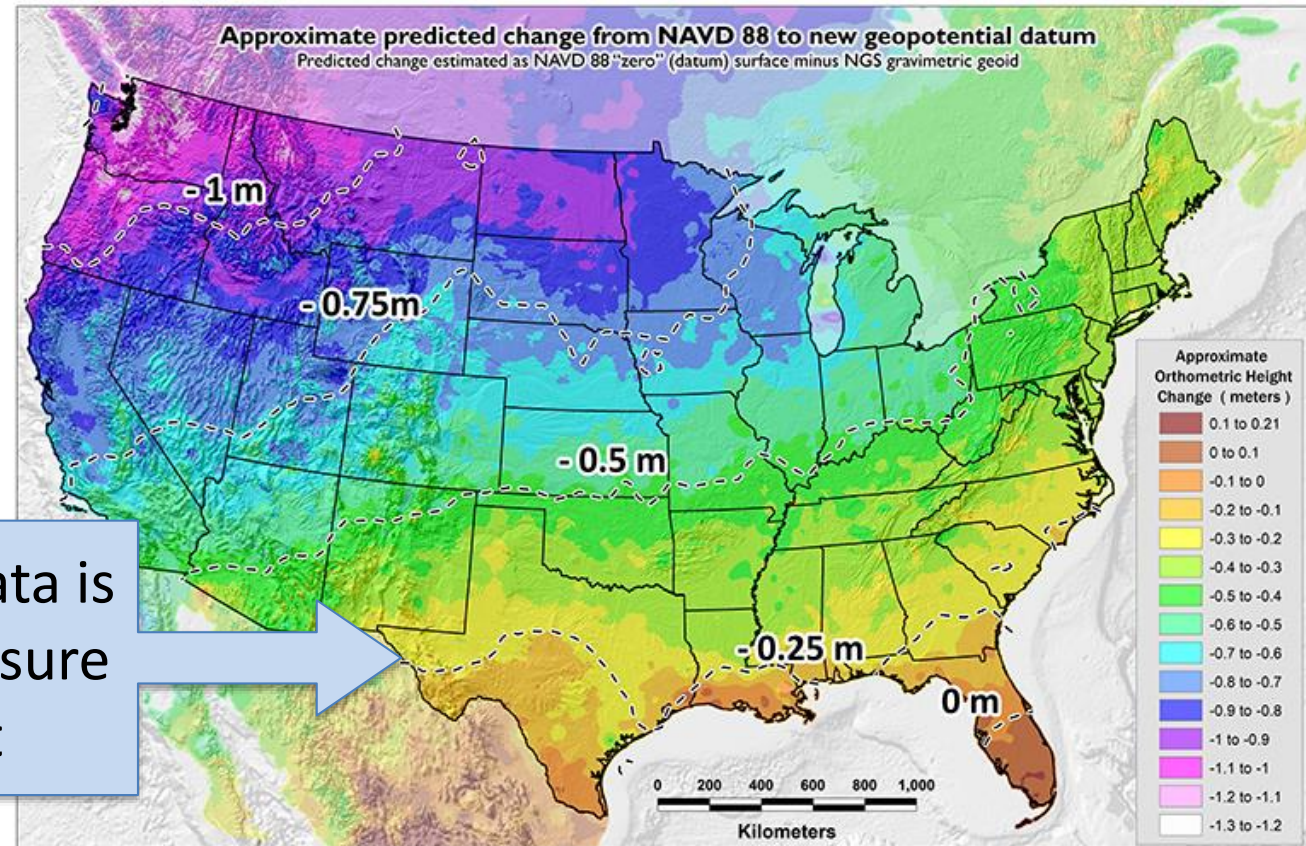 Approximate predicted change from NAVD 88 to new geopotential datum
Predicted change estimated as NAVD 88 "zero" (datum) surface minus NGS gravimetric geoid
- 1 m
- 0.75m
- 0.5 m
- 0.25 m
0 m
ata is
sure
t
Approximate
Orthometric Height
Change ( meters )
0.1 to 0.21
0 to 0.1
-0.1 to 0
-0.2 to -0.1
-0.3 to -0.2
-0.4 to -0.3
-0.5 to -0.4
-0.6 to -0.5
-0.7 to -0.6
-0.8 to -0.7
-0.9 to -0.8
-1 to -0.9
-1.1 to -1
-1.2 to -1.1
-1.3 to -1.2
0 200 400 600 800 1,000
Kilometers